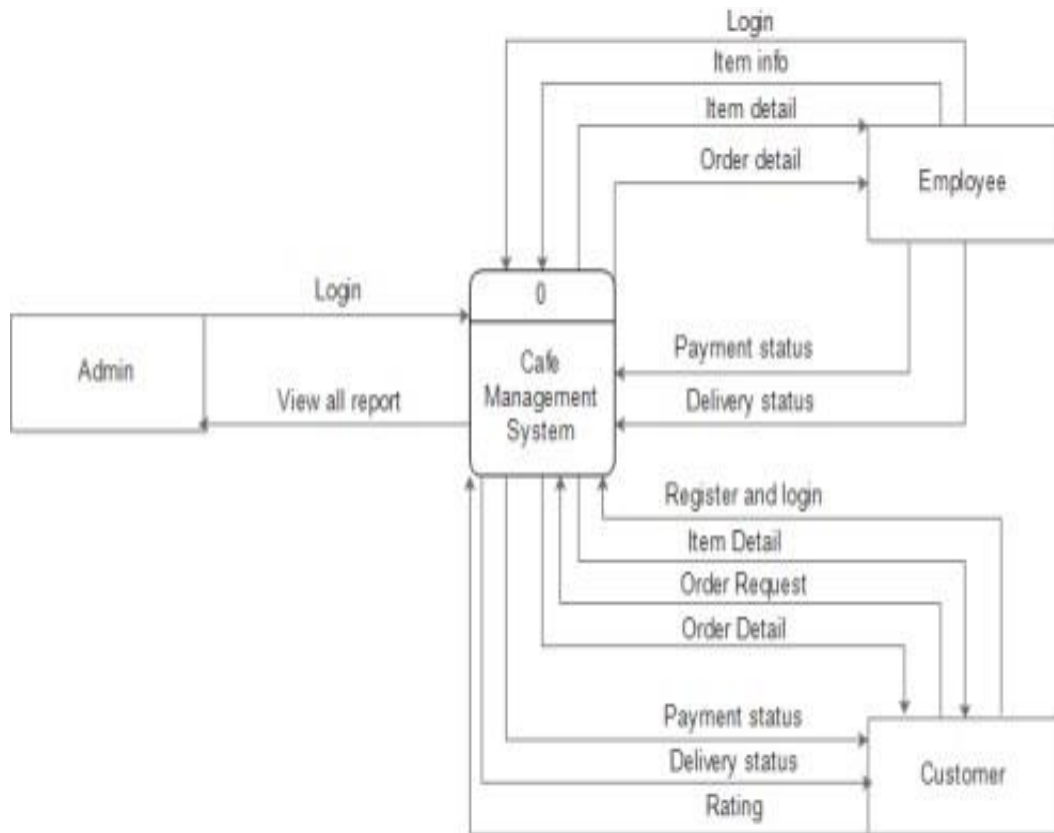 Login
Item info
Item detail
Order detail
Employee
0
Login
Admin
Cafe
Management
System
Payment status
View all report
Delivery status
Register and login
Item Detail
Order Request
Order Detail
Payment status
Delivery status
Customer
Rating